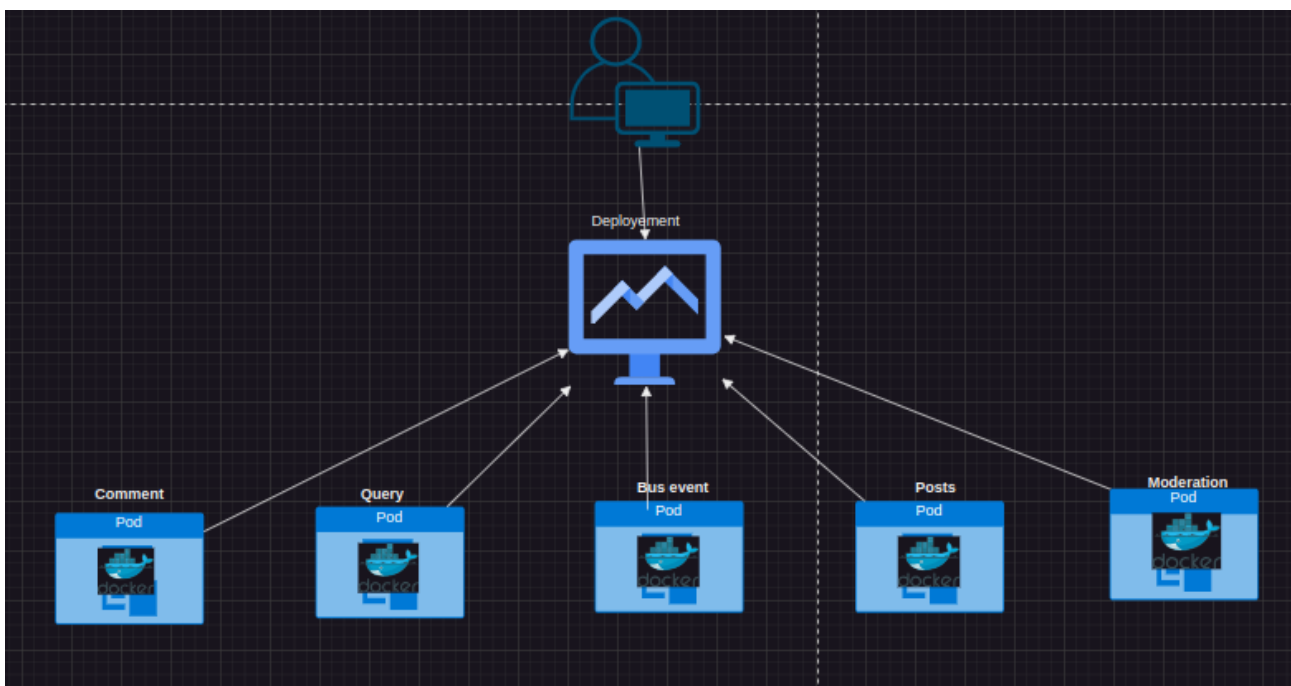 Deployement
Comment
Query
Bus event
Posts
Moderation
Pod
Pod
Pod
Pod
Pod
docker
docker
docker
docker
docker